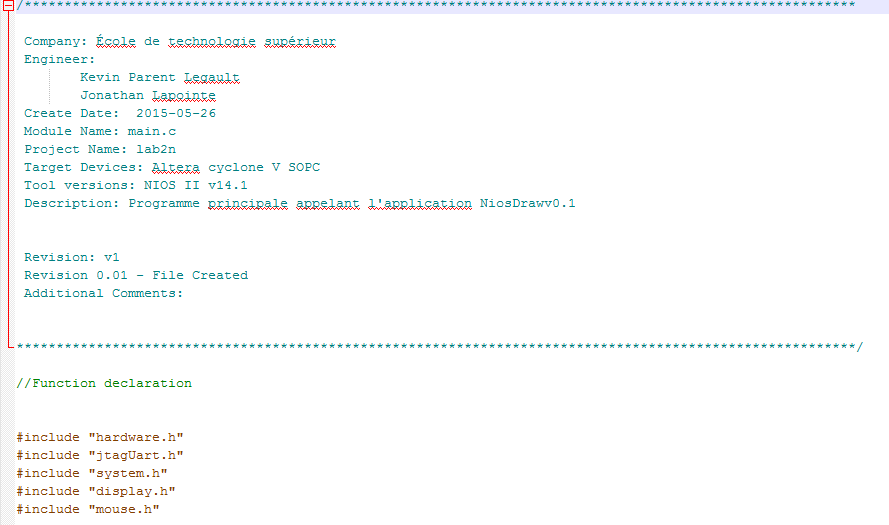 /********************************************************************************************************
Company: École de technologie supérieur
Engineer:
Kevin Parent Legault
Jonathan Lapointe
Create Date:  2015-05-26
Module Name: main.c
Project Name: lab2n
Target Devices: Altera cyclone V SOPC
Tool versions: NIOS II v14.1
Description: Programme principale appelant l'application NiosDrawv0.1
Revision: v1
Revision 0.01 - File Created
Additional Comments:
*********************************************************************************************************/
//Function declaration
#include "hardware.h"
#include "jtagUart.h"
#include "system.h"
#include "display.h"
#include "mouse.h"